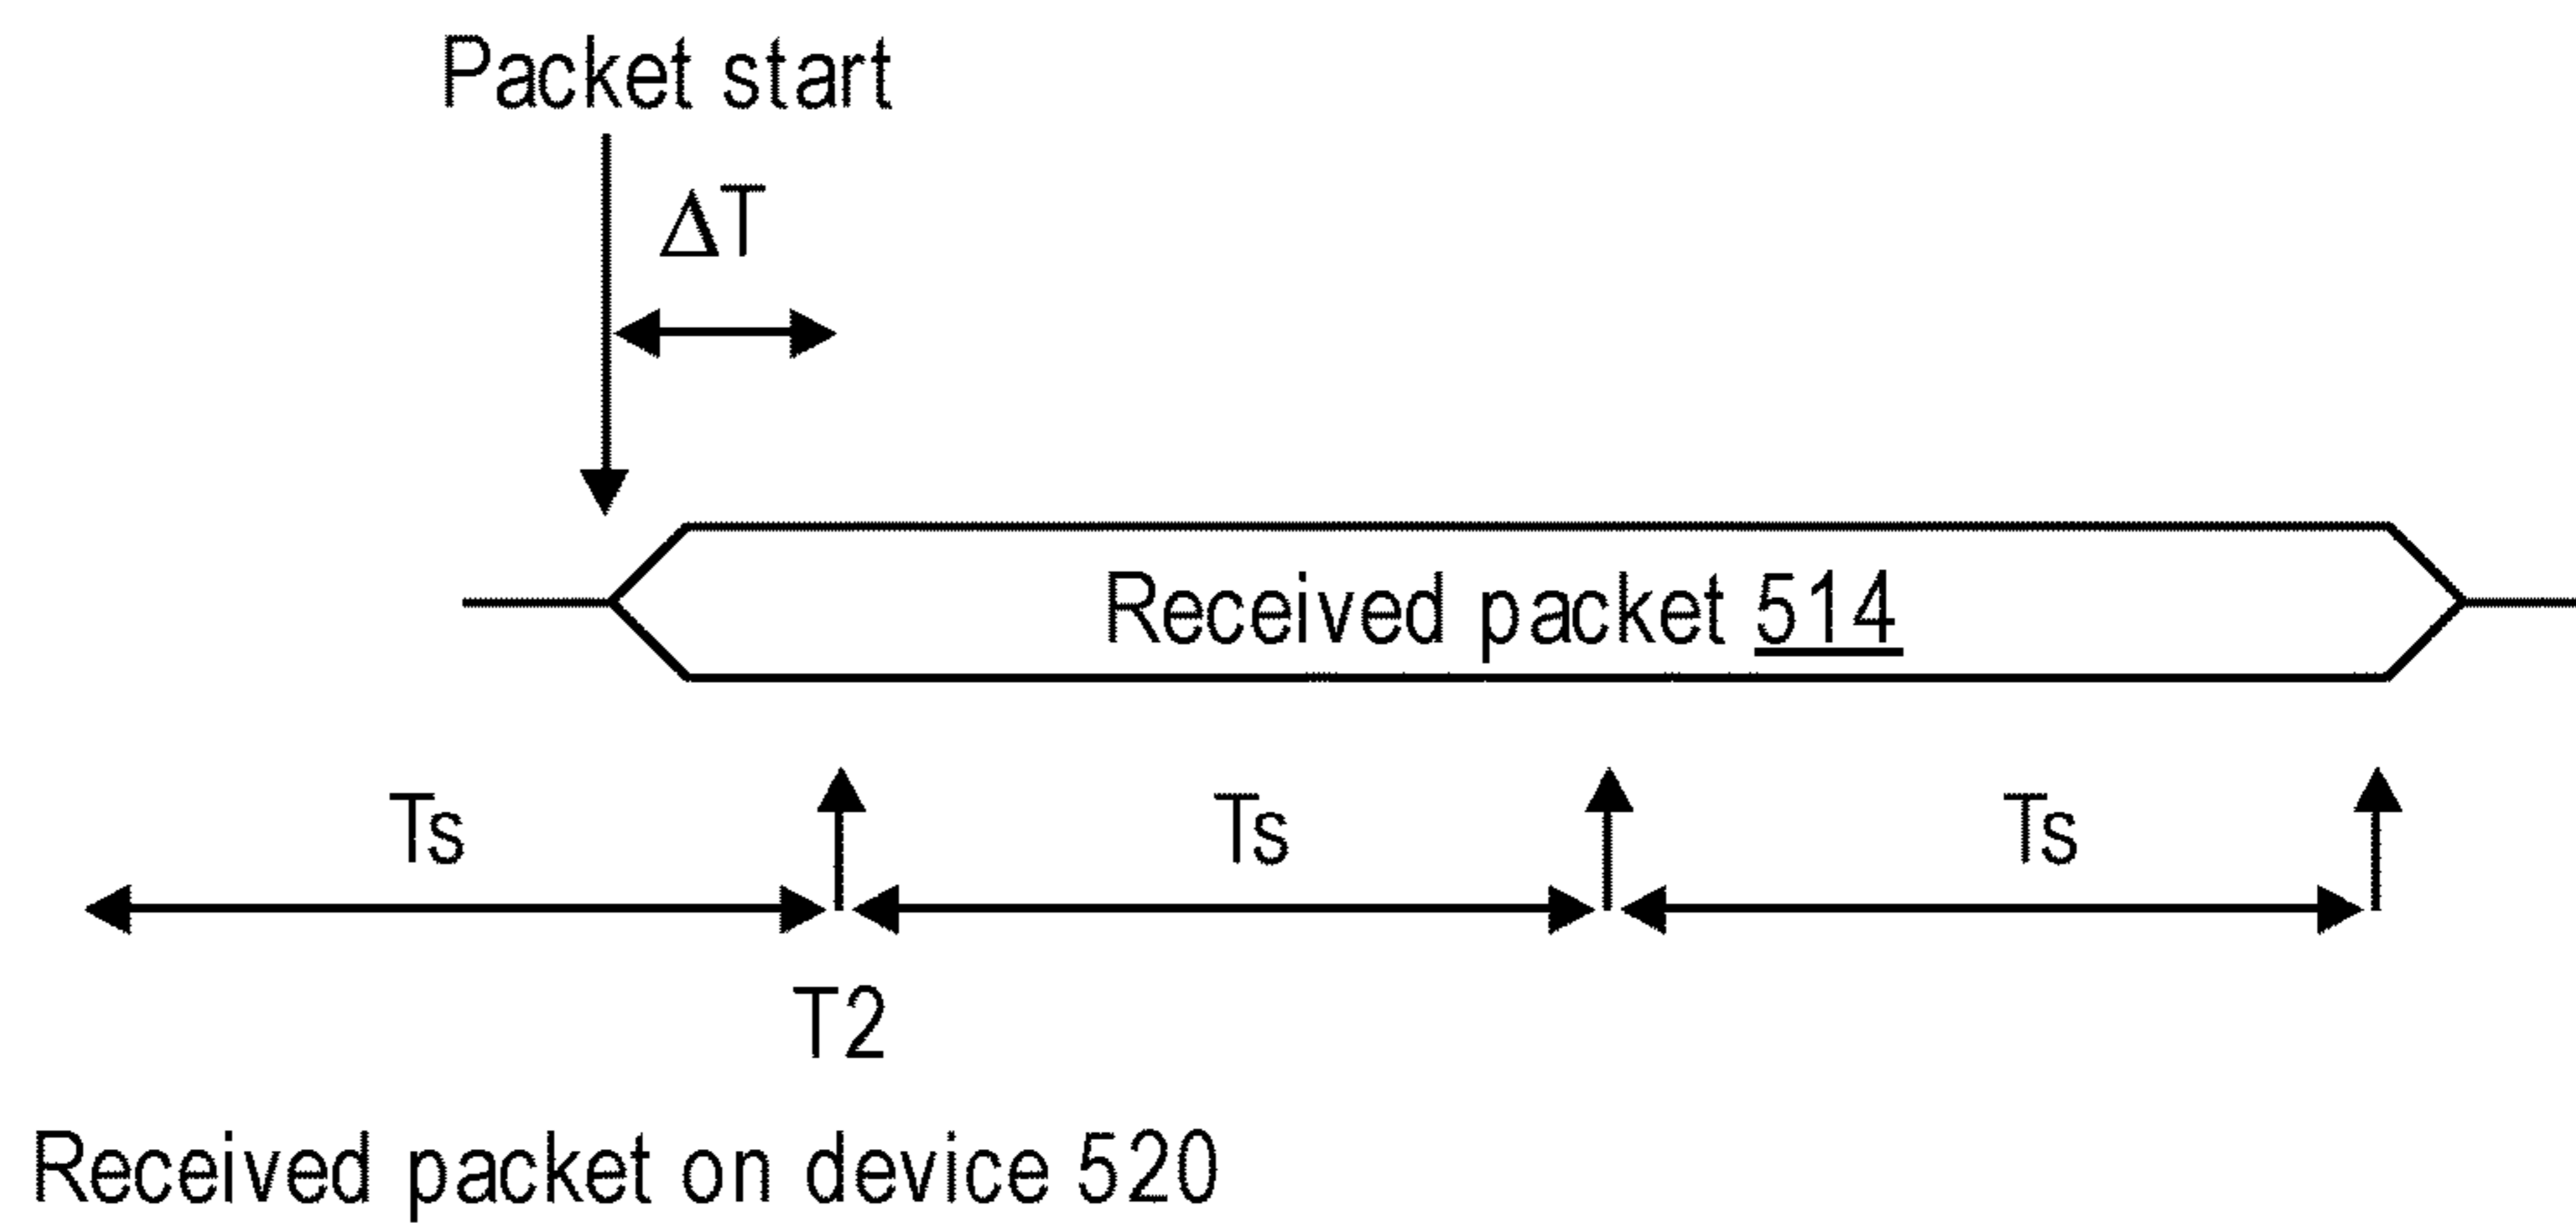 Packet start
ΔT
Received packet 514
Ts Ts Ts
T2
Received packet on device 520